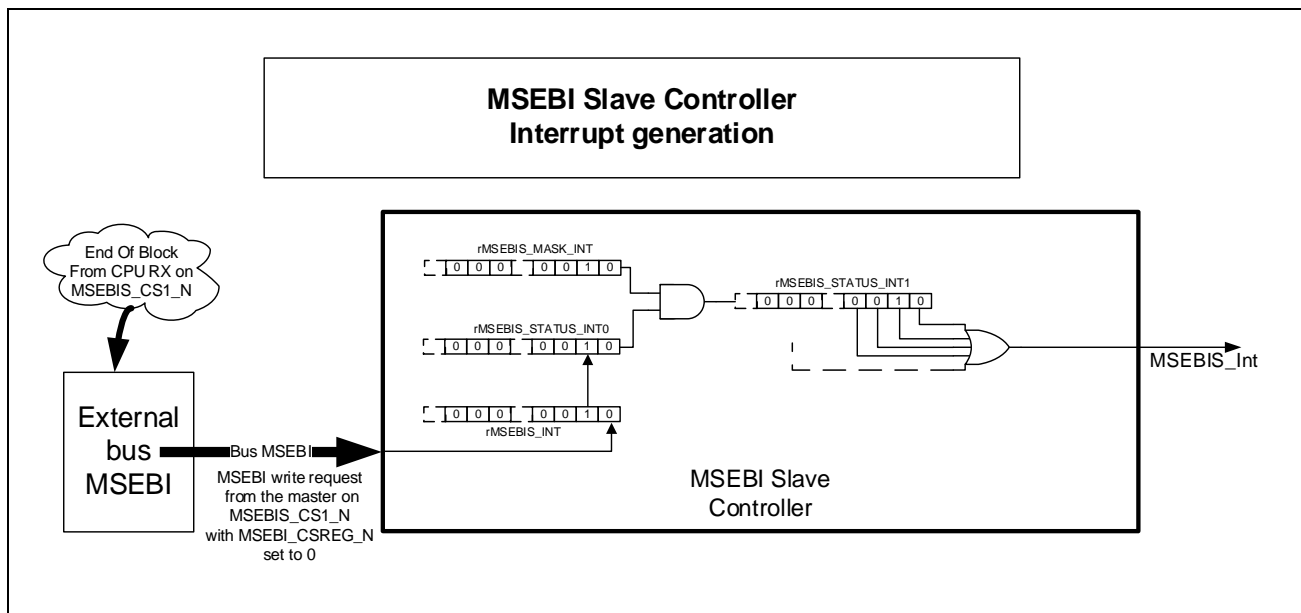 MSEBI Slave Controller
Interrupt generation
End Of Block
From CPU RX on
MSEBIS_CS1_N
rMSEBIS_MASK_INT
0 0 0 0 0 1 0
rMSEBIS_STATUS_INT1
0 0 0 0 0 1 0
rMSEBIS_STATUS_INT0
0 0 0 0 0 1 0
MSEBIS_Int
External
bus
MSEBI
0 0 0 0 0 1 0
rMSEBIS_INT
Bus MSEBI
MSEBI write request
from the master on
MSEBIS_CS1_N
with MSEBI_CSREG_N
set to 0
MSEBI Slave
Controller